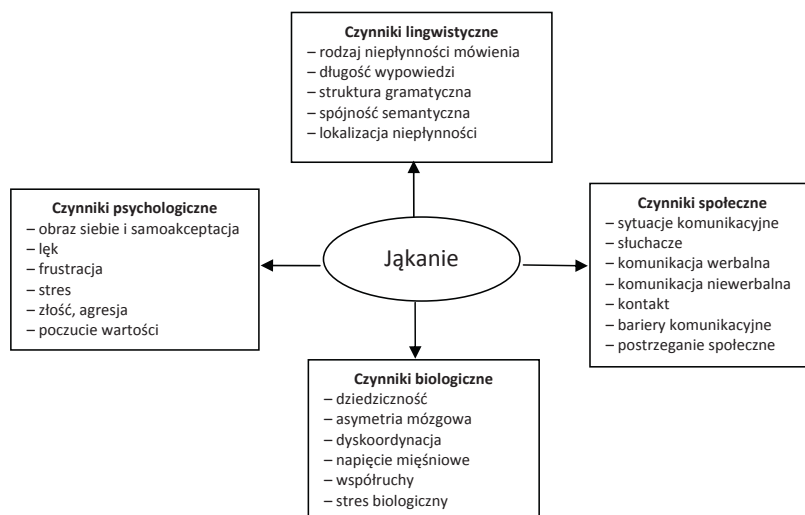 Czynniki lingwistyczne
– rodzaj niepłynności mówienia
– długość wypowiedzi
– struktura gramatyczna
– spójność semantyczna
– lokalizacja niepłynności
Czynniki psychologiczne
– obraz siebie i samoakceptacja
– lęk
– frustracja
– stres
– złość, agresja
– poczucie wartości
Jąkanie
Czynniki społeczne
– sytuacje komunikacyjne
– słuchacze
– komunikacja werbalna
– komunikacja niewerbalna
– kontakt
– bariery komunikacyjne
– postrzeganie społeczne
Czynniki biologiczne
– dziedziczność
– asymetria mózgowa
– dyskoordynacja
– napięcie mięśniowe
– współruchy
– stres biologiczny